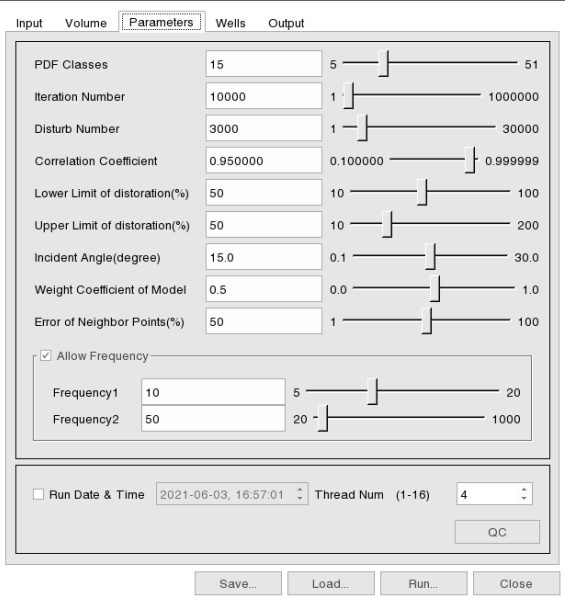 Input Volume Parameters Wells Output
PDF Classes 15 5 51
Iteration Number 10000 1 1000000
Disturb Number 3000 1 30000
Correlation Coefficient 0.950000 0.100000 0.999999
Lower Limit of distoration(%) 50 10 100
Upper Limit of distoration(%) 50 10 200
Incident Angle(degree) 15.0 0.1 30.0
Weight Coefficient of Model 0.5 0.0 1.0
Error of Neighbor Points(%) 50 1 100
Allow Frequency
Frequency1 10 5 20
Frequency2 50 20 1000
Run Date & Time 2021-06-03, 16:57:01 Thread Num (1-16) 4
QC
Save... Load... Run... Close